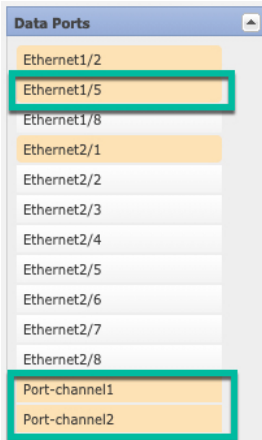 Data Ports
Ethernet1/2
Ethernet1/5
Ethernet1/8
Ethernet2/1
Ethernet2/2
Ethernet2/3
Ethernet2/4
Ethernet2/5
Ethernet2/6
Ethernet2/7
Ethernet2/8
Port-channel1
Port-channel2